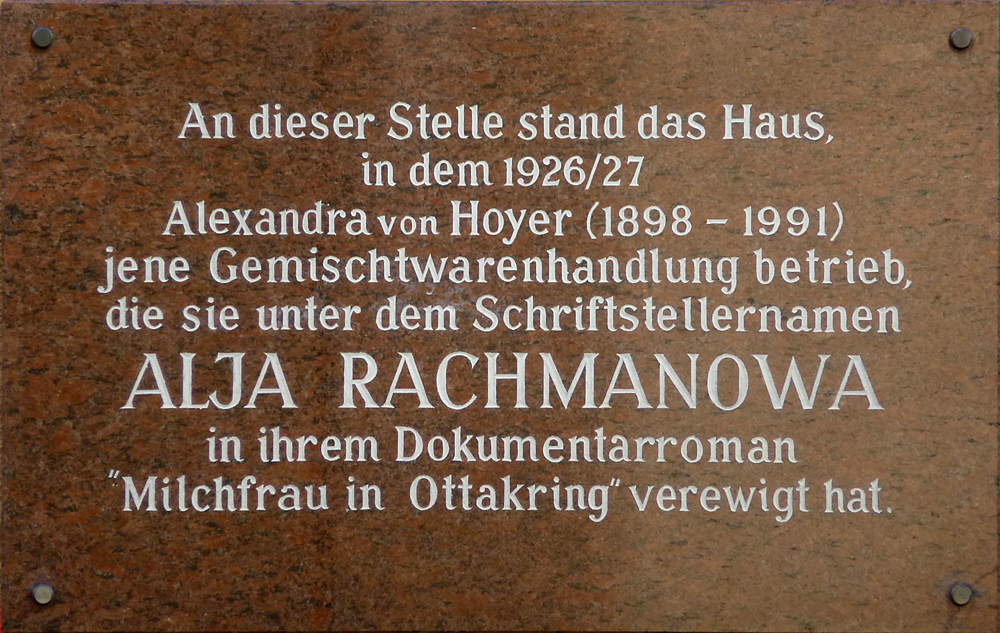 An dieser Stelle stand das Haus,
in dem 1926/27
Alexandra von Hoyer (1898 – 1991)
jene Gemischtwarenhandlung betrieb,
die sie unter dem Schriftstellernamen
ALJA RACHMANOWA
in ihrem Dokumentarroman
"Milchfrau in Ottakring" verewigt hat.